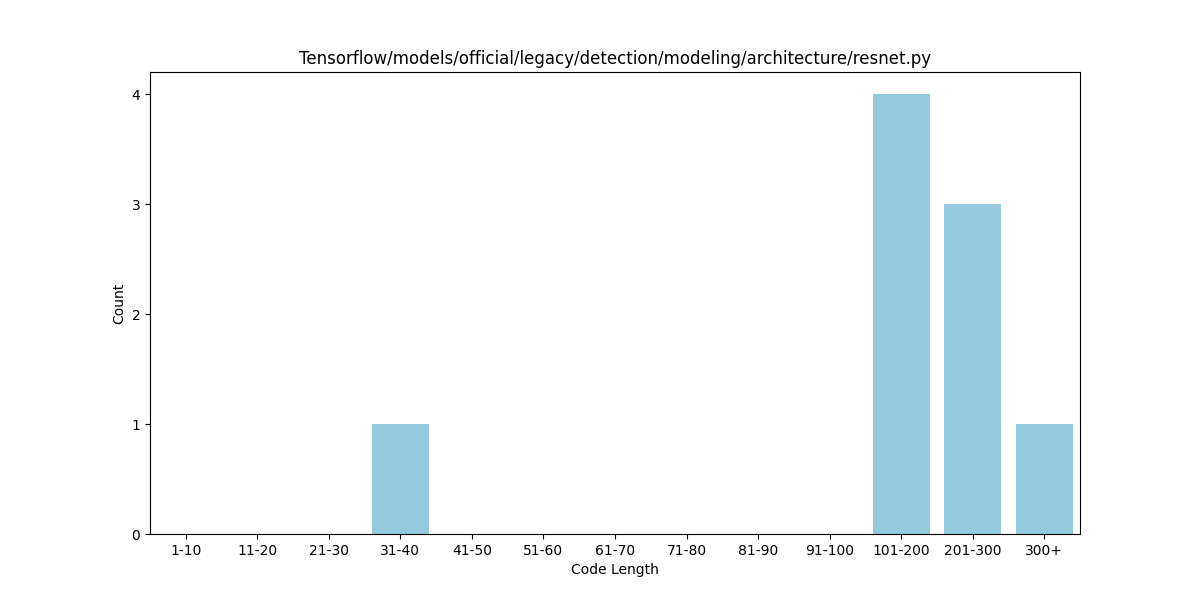 Tensorflow/models/official/legacy/detection/modeling/architecture/resnet.py
4
3
2
1
0
Count
1-10 11-20 21-30 31-40 41-50 51-60 61-70 71-80 81-90 91-100 101-200 201-300 300+
Code Length